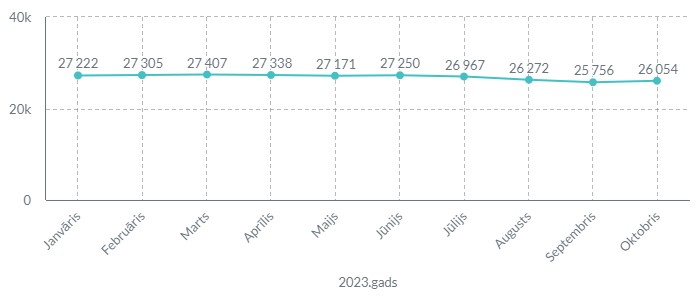 40k
27 222 27 305 27 407 27 338 27 171 27 250 26 967 26 272 25 756 26 054
20k
0
Janvāris Februāris Marts Aprīlis Maijs Jūnijs Jūlijs Augusts Septembris Oktobris
2023.gads